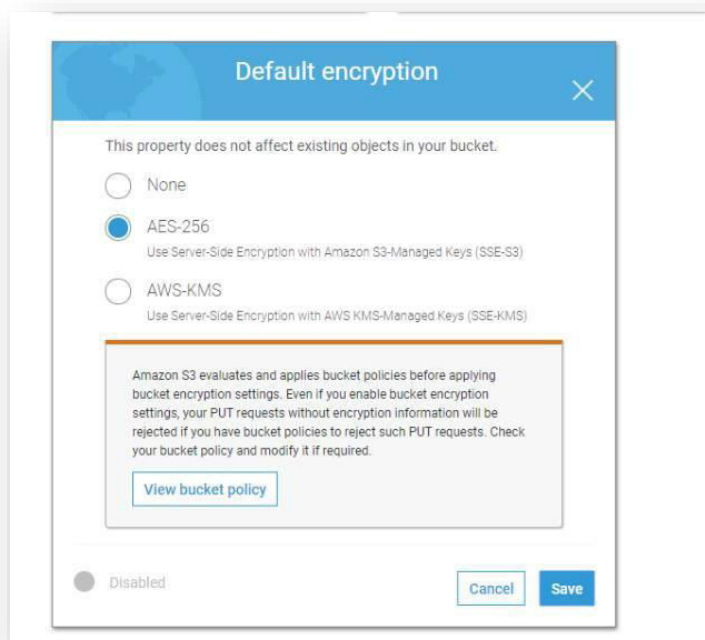 Default encryption
This property does not affect existing objects in your bucket.
None
AES-256
Use Server-Side Encryption with Amazon S3-Managed Keys (SSE-S3)
AWS-KMS
Use Server-Side Encryption with AWS KMS-Managed Keys (SSE-KMS)
Amazon S3 evaluates and applies bucket policies before applying
bucket encryption settings. Even if you enable bucket encryption
settings, your PUT requests without encryption information will be
rejected if you have bucket policies to reject such PUT requests. Check
your bucket policy and modify it if required.
View bucket policy
Disabled
Cancel
Save